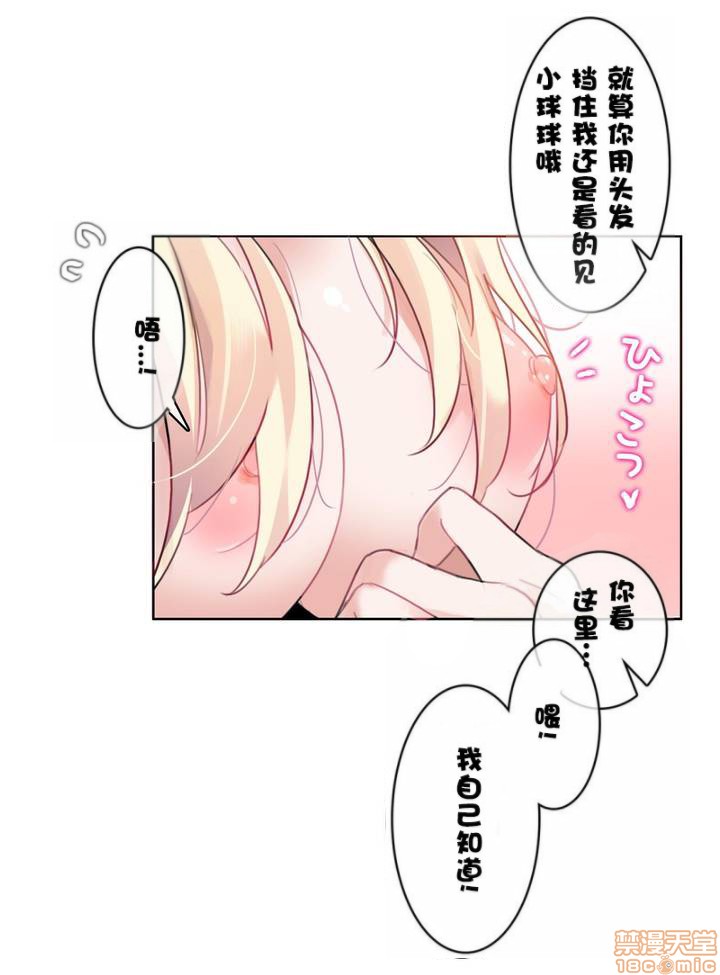 就算你用头发
挡住我还是看的见
小球球哦
唔…!
ひょこっ♥
你看
这里…
喂!
我自己知道!
禁漫天堂
18comic